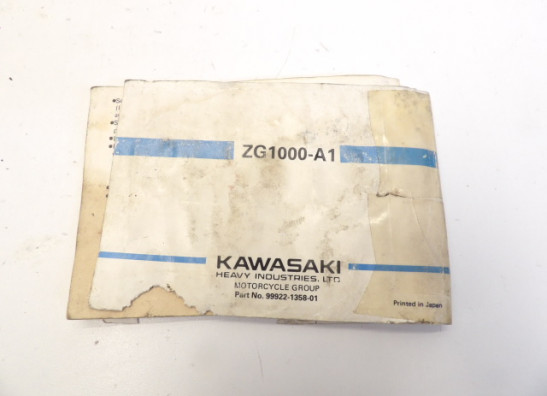 ZG1000-A1
KAWASAKI
HEAVY INDUSTRIES, LTD
MOTORCYCLE GROUP
Part No. 99922-1358-01
Printed in Japan